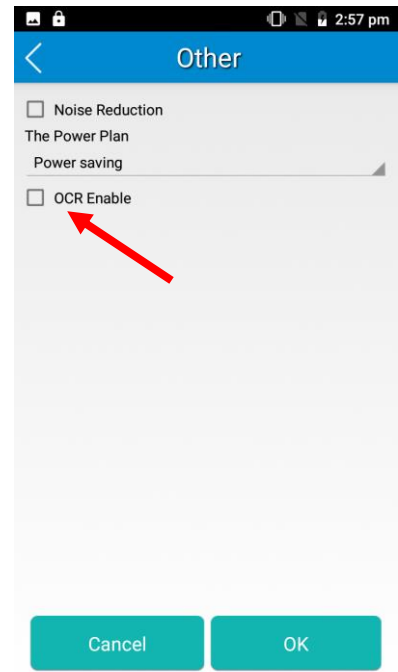 2:57 pm
Other
Noise Reduction
The Power Plan
Power saving
OCR Enable
Cancel OK